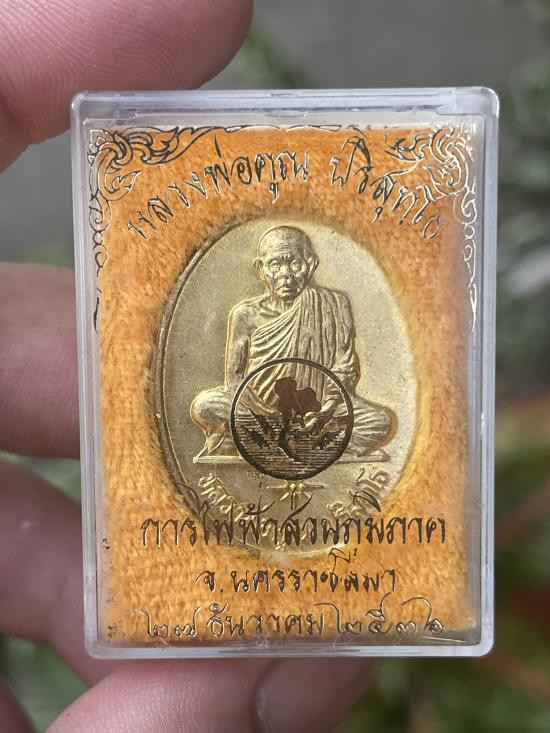 หลวงพ่อคูณ ปริสุทฺโธ
การไฟฟ้าส่วนภูมิภาค
จ.นครราชสีมา
๒๗ ธันวาคม ๒๕๓๖